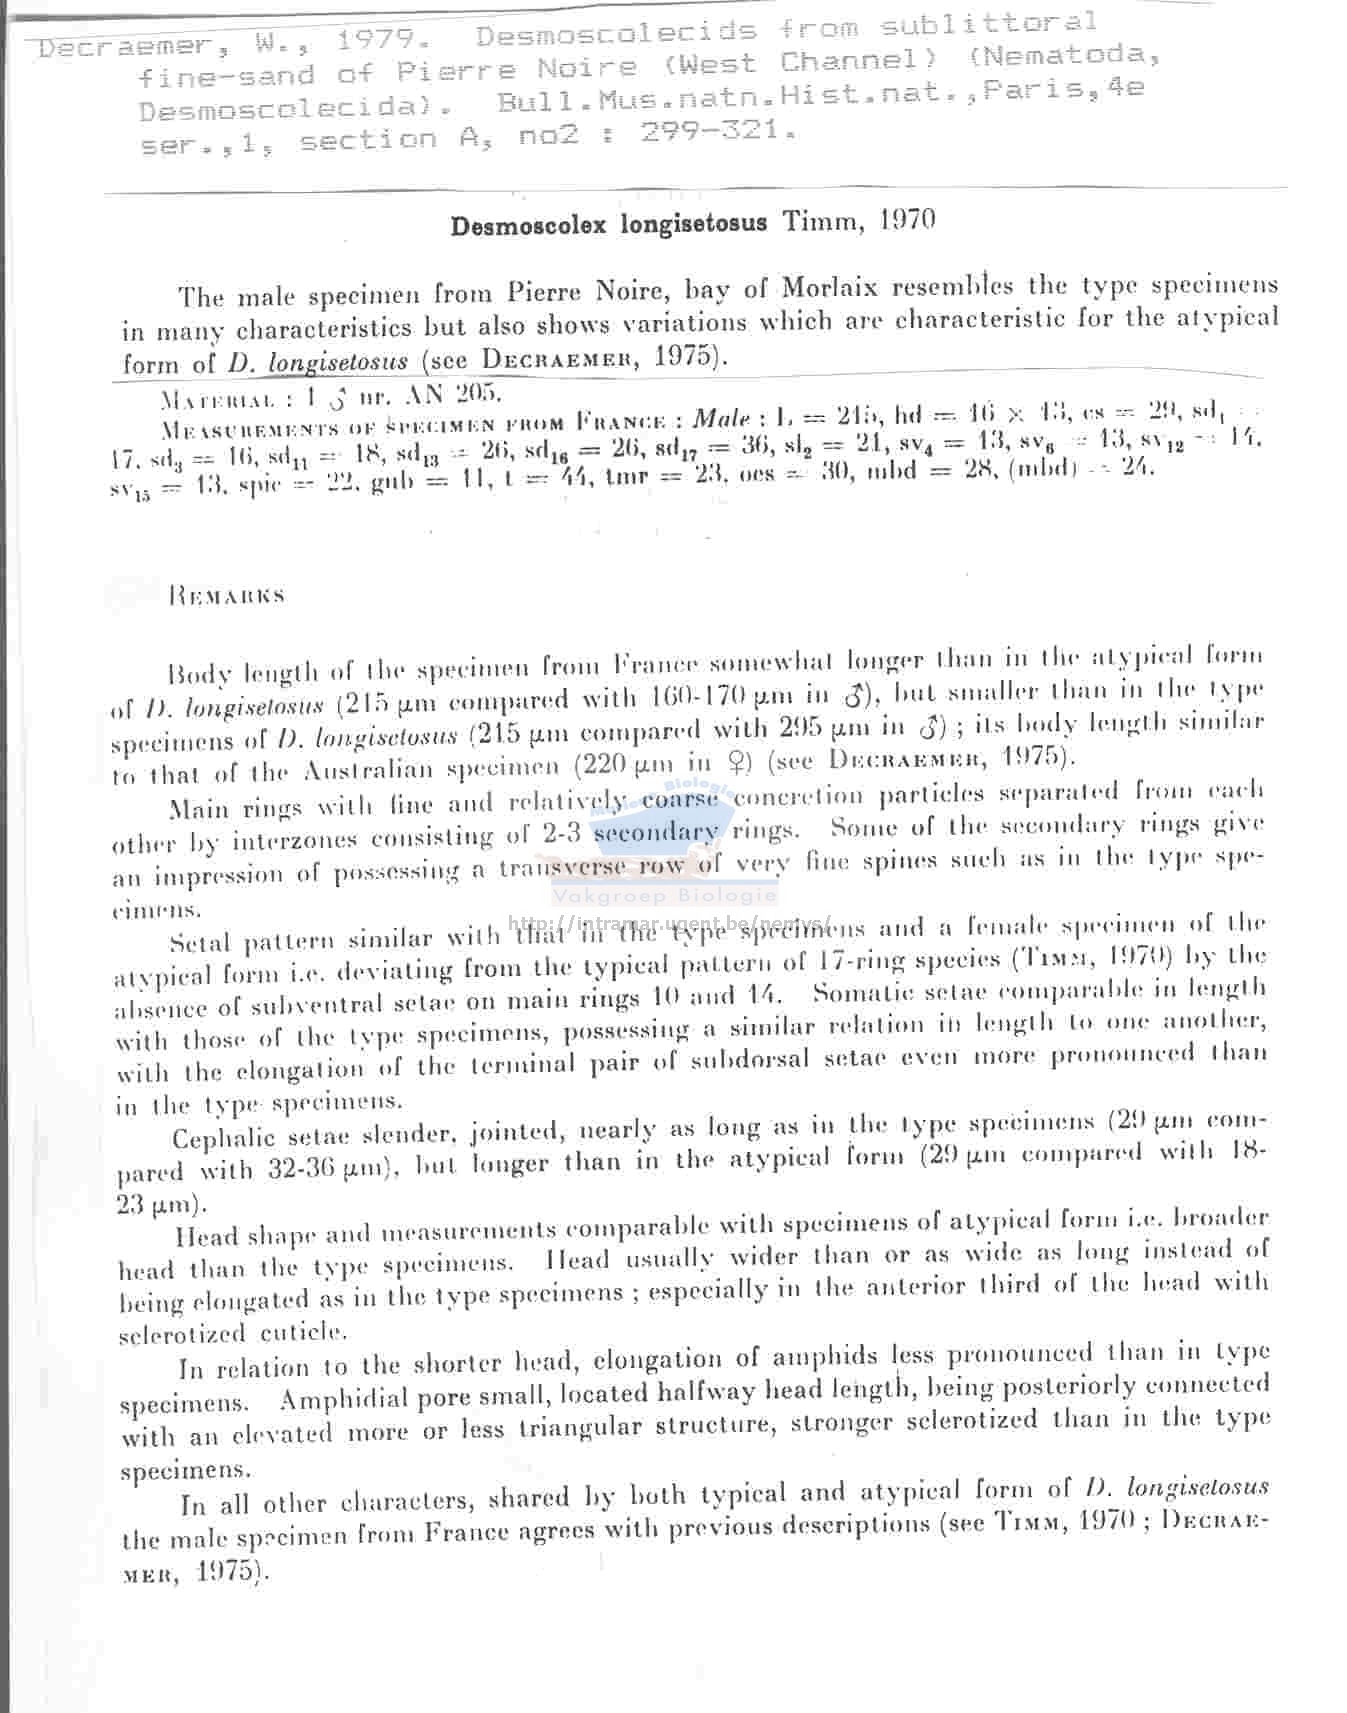 Decraemer, W., 1979. Desmoscolecids from sublittoral
fine-sand of Pierre Noire (West Channel) (Nematoda,
Desmoscolecida). Bull.Mus.natn.Hist.nat.,Paris,4e
ser.,1, section A, no2 : 299-321.
Desmoscolex longisetosus Timm, 1970
The male specimen from Pierre Noire, bay of Morlaix resembles the type specimens
in many characteristics but also shows variations which are characteristic for the atypical
form of D. longisetosus (see Decraemer, 1975).
Material : 1 ♂ nr. AN 205.
Measurements of specimen from France : Male : L = 215, hd = 16 × 13, cs = 29, sd₁ =
17, sd₃ = 16, sd₁₁ = 18, sd₁₃ = 26, sd₁₆ = 26, sd₁₇ = 36, sl₂ = 21, sv₄ = 13, sv₆ = 13, sv₁₂ = 14,
sv₁₅ = 13, spic = 22, gub = 11, t = 44, tmr = 23, oes = 30, mbd = 28, (mbd) = 24.
Remarks
Body length of the specimen from France somewhat longer than in the atypical form
of D. longisetosus (215 µm compared with 160-170 µm in ♂), but smaller than in the type
specimens of D. longisetosus (215 µm compared with 295 µm in ♂) ; its body length similar
to that of the Australian specimen (220 µm in ♀) (see Decraemer, 1975).
Main rings with fine and relatively coarse concretion particles separated from each
other by interzones consisting of 2-3 secondary rings. Some of the secondary rings give
an impression of possessing a transverse row of very fine spines such as in the type spe-
cimens.
Setal pattern similar with that in the type specimens and a female specimen of the
atypical form i.e. deviating from the typical pattern of 17-ring species (Timm, 1970) by the
absence of subventral setae on main rings 10 and 14. Somatic setae comparable in length
with those of the type specimens, possessing a similar relation in length to one another,
with the elongation of the terminal pair of subdorsal setae even more pronounced than
in the type specimens.
Cephalic setae slender, jointed, nearly as long as in the type specimens (29 µm com-
pared with 32-36 µm), but longer than in the atypical form (29 µm compared with 18-
23 µm).
Head shape and measurements comparable with specimens of atypical form i.e. broader
head than the type specimens. Head usually wider than or as wide as long instead of
being elongated as in the type specimens ; especially in the anterior third of the head with
sclerotized cuticle.
In relation to the shorter head, elongation of amphids less pronounced than in type
specimens. Amphidial pore small, located halfway head length, being posteriorly connected
with an elevated more or less triangular structure, stronger sclerotized than in the type
specimens.
In all other characters, shared by both typical and atypical form of D. longisetosus
the male specimen from France agrees with previous descriptions (see Timm, 1970 ; Decrae-
mer, 1975).
Biologie
Vakgroep Biologie
http://intramar.ugent.be/nemys/